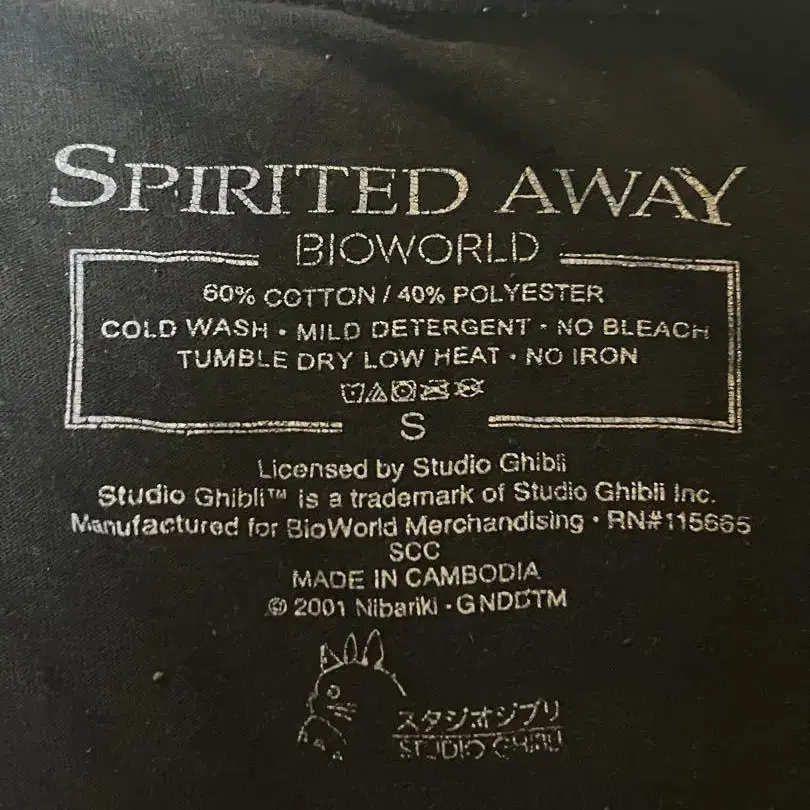 SPIRITED AWAY
BIOWORLD
60% COTTON / 40% POLYESTER
COLD WASH • MILD DETERGENT • NO BLEACH
TUMBLE DRY LOW HEAT • NO IRON
S
Licensed by Studio Ghibli
Studio Ghibli™ is a trademark of Studio Ghibli Inc.
Manufactured for BioWorld Merchandising • RN#115665
SCC
MADE IN CAMBODIA
© 2001 Nibariki - GNDDTM
スタジオジブリ
STUDIO GHIBLI